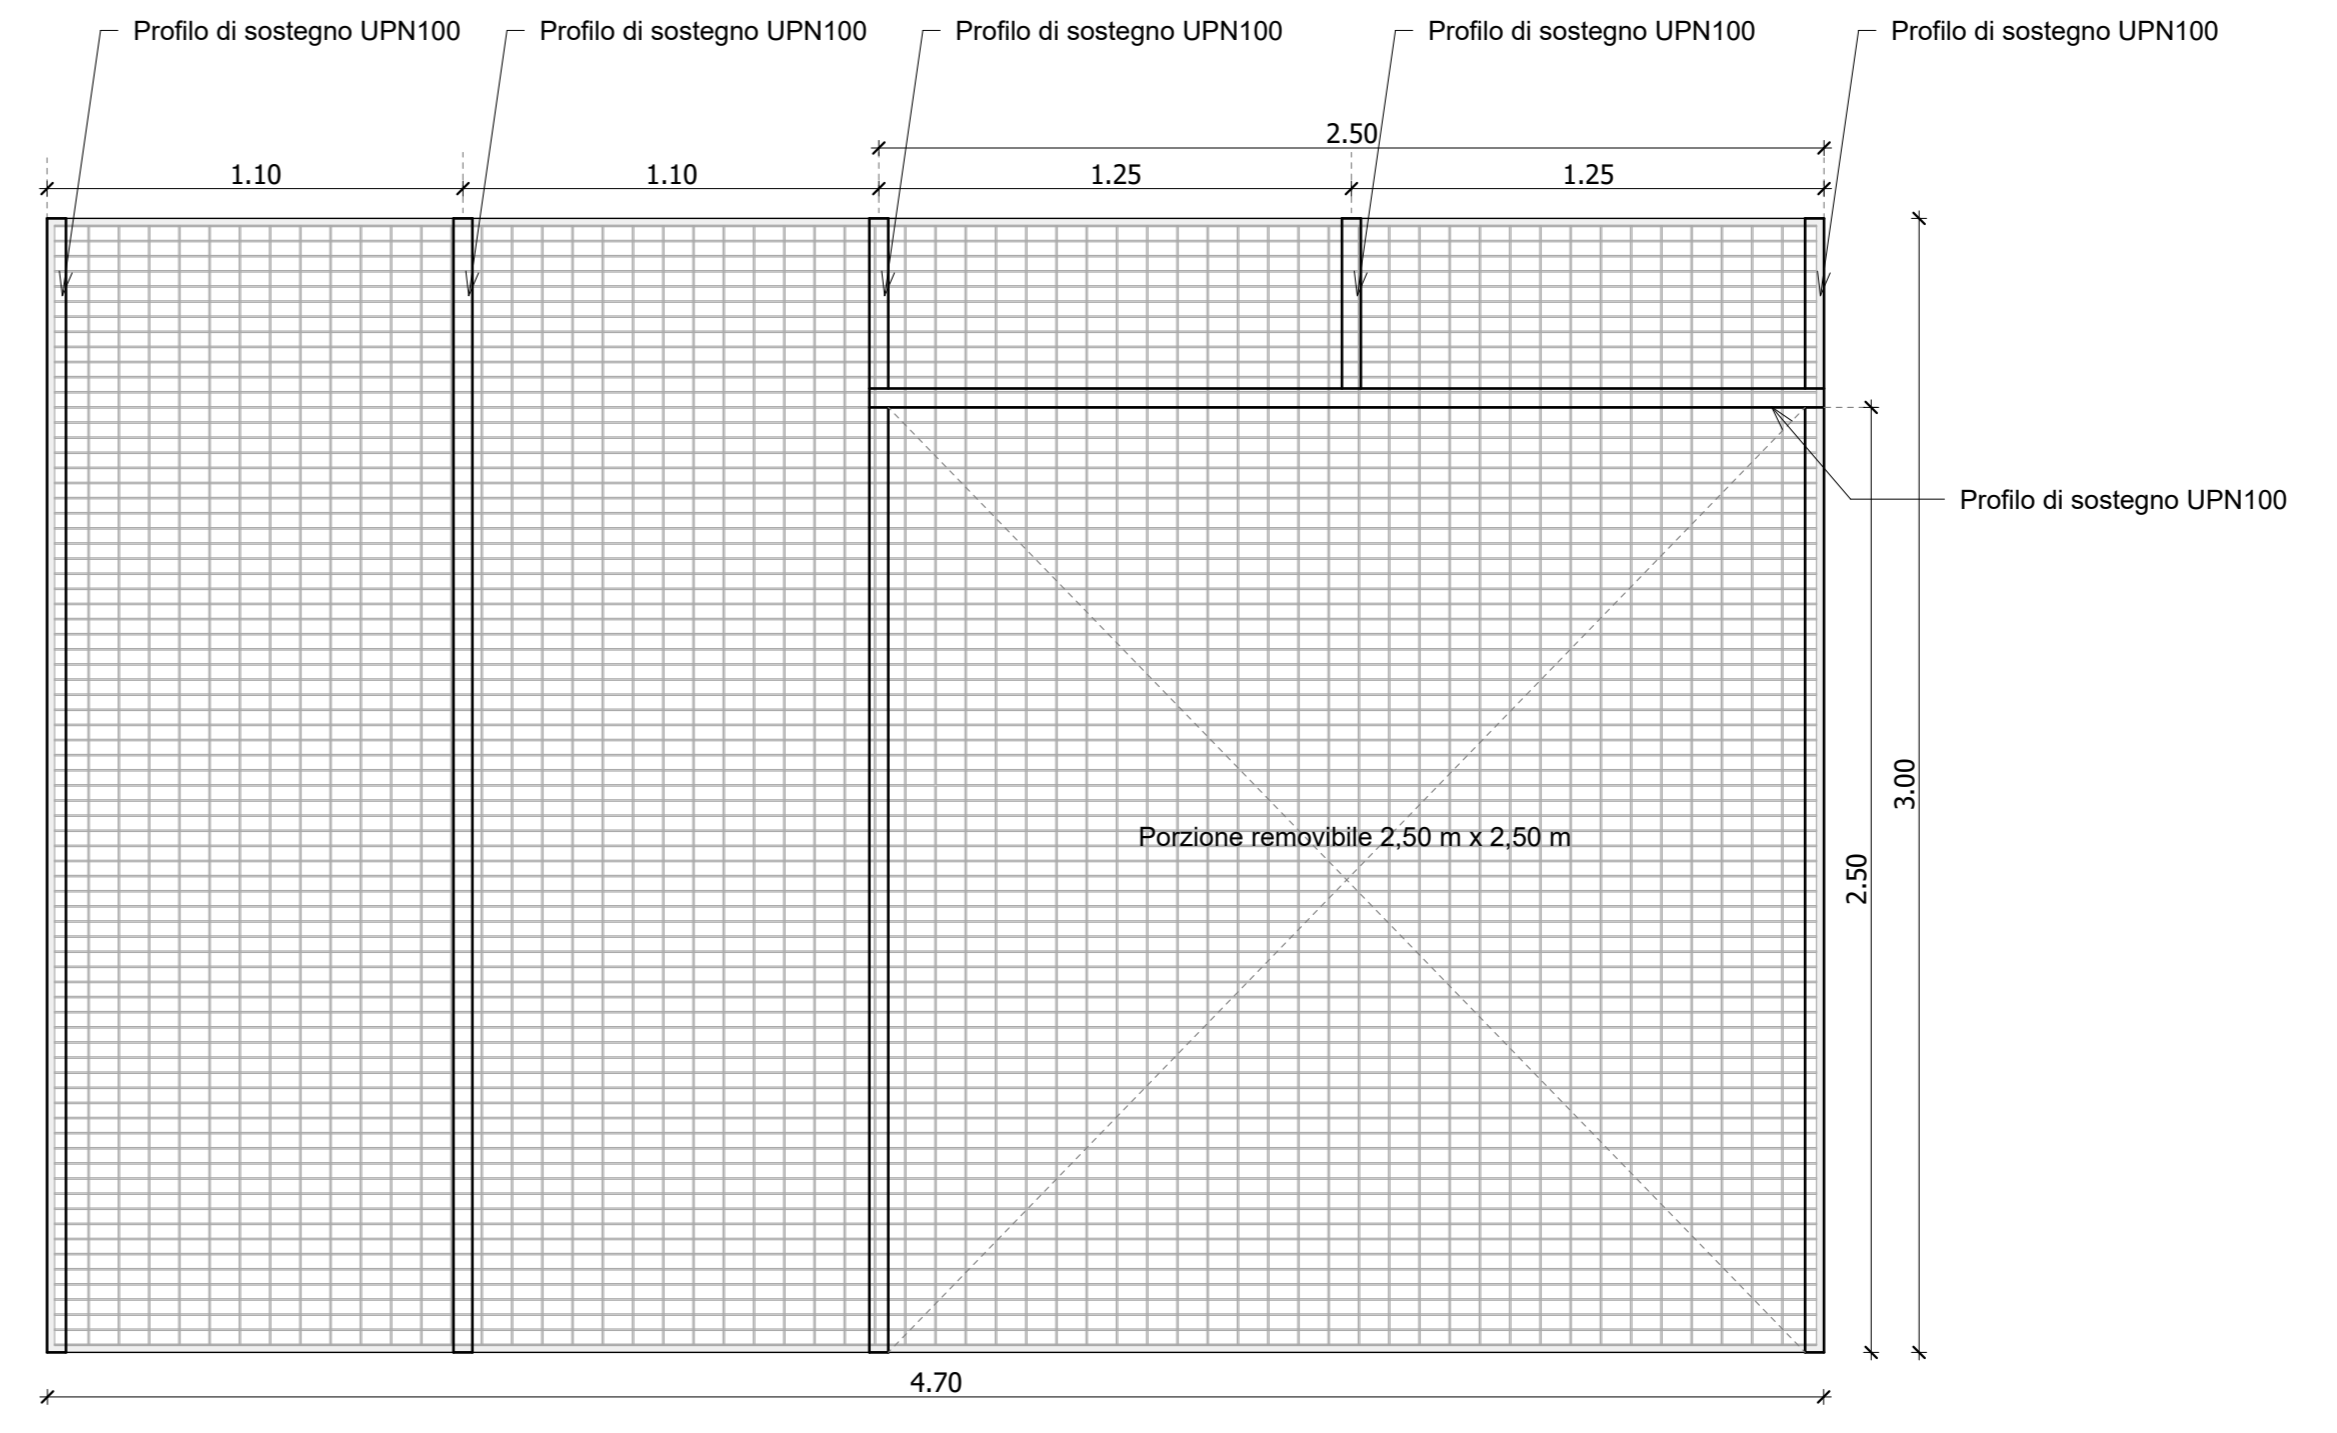 Profilo di sostegno UPN100
Profilo di sostegno UPN100
Profilo di sostegno UPN100
Profilo di sostegno UPN100
Profilo di sostegno UPN100
2.50
1.10
1.10
1.25
1.25
Profilo di sostegno UPN100
3.00
Porzione removibile 2,50 m x 2,50 m
2.50
4.70